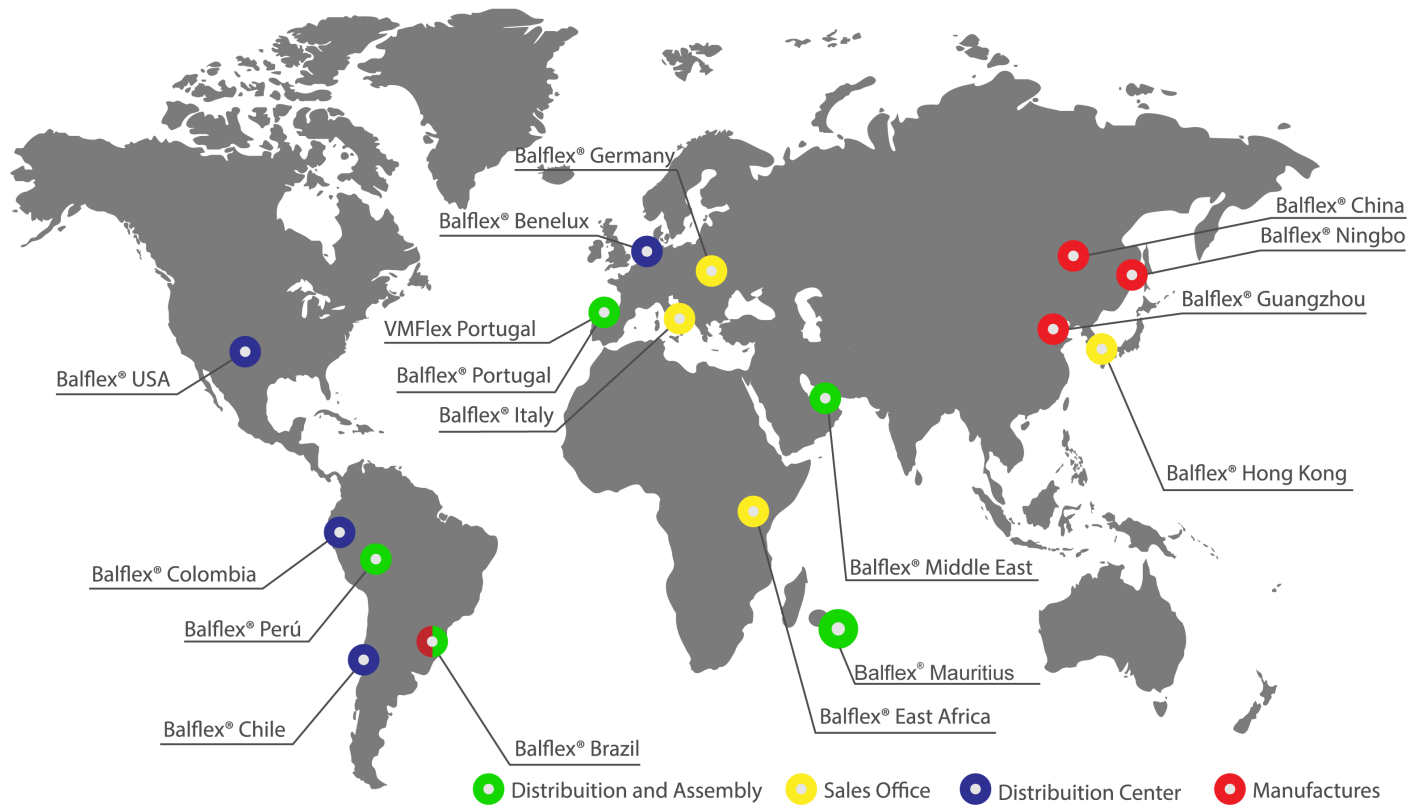 Balflex® Germany
Balflex® Benelux
Balflex® China
Balflex® Ningbo
Balflex® Guangzhou
VMFlex Portugal
Balflex® USA
Balflex® Portugal
Balflex® Italy
Balflex® Hong Kong
Balflex® Colombia
Balflex® Middle East
Balflex® Perú
Balflex® Mauritius
Balflex® East Africa
Balflex® Chile
Balflex® Brazil
Distribuition and Assembly
Sales Office
Distribuition Center
Manufactures